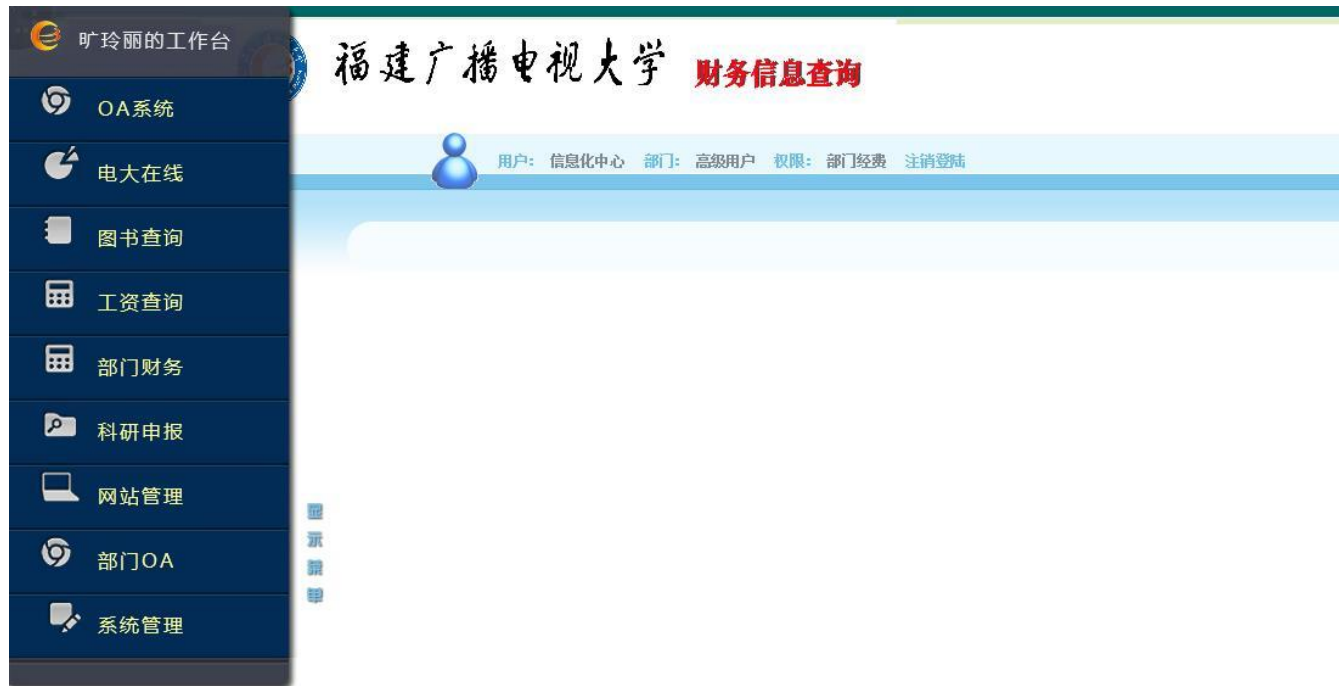 旷玲丽的工作台
福建广播电视大学 财务信息查询
用户: 信息化中心 部门: 高级用户 权限: 部门经费 注销登陆
OA系统
电大在线
图书查询
工资查询
部门财务
科研申报
网站管理
部门OA
系统管理
显
示
菜
单